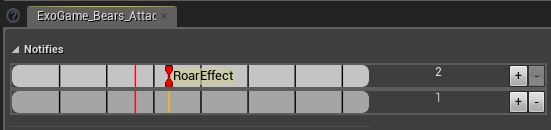 ExoGame_Bears_Attac
Notifies
RoarEffect
2
+ -
1
+ -